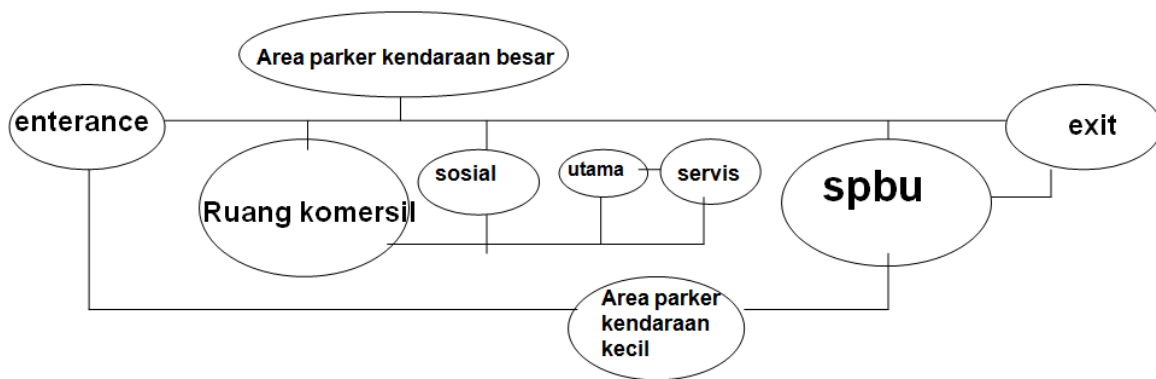 Area parker kendaraan besar
enterance
exit
sosial
utama
servis
spbu
Ruang komersil
Area parker
kendaraan
kecil